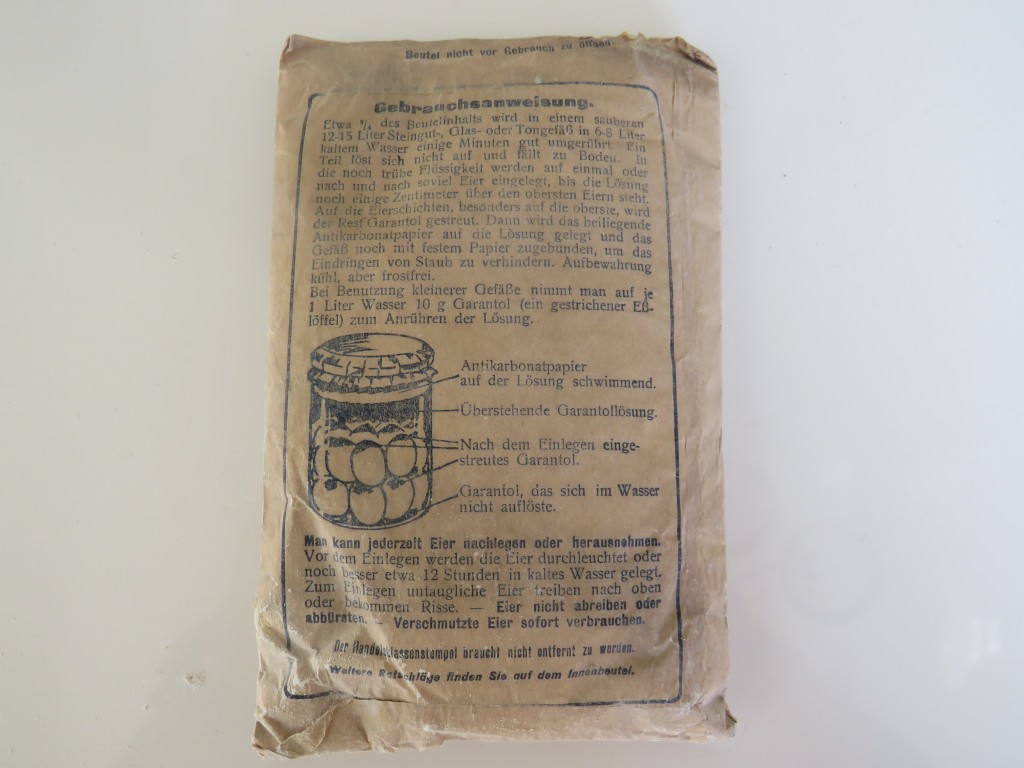 Beutel nicht vor Gebrauch zu öffnen.
Gebrauchsanweisung.
Etwa ¾ des Beutelinhalts wird in einem sauberen
12-15 Liter Steingut-, Glas- oder Tongefäß in 6-8 Liter
kaltem Wasser einige Minuten gut umgerührt. Ein
Teil löst sich nicht auf und fällt zu Boden. In
die noch trübe Flüssigkeit werden auf einmal oder
nach und nach soviel Eier eingelegt, bis die Lösung
noch einige Zentimeter über den obersten Eiern steht.
Auf die Eierschichten, besonders auf die oberste, wird
der Rest Garantol gestreut. Dann wird das beiliegende
Antikarbonatpapier auf die Lösung gelegt und das
Gefäß noch mit festem Papier zugebunden, um das
Eindringen von Staub zu verhindern. Aufbewahrung
kühl, aber frostfrei.
Bei Benutzung kleinerer Gefäße nimmt man auf je
1 Liter Wasser 10 g Garantol (ein gestrichener Eß-
löffel) zum Anrühren der Lösung.
Antikarbonatpapier
auf der Lösung schwimmend.
Überstehende Garantollösung.
Nach dem Einlegen einge-
streutes Garantol.
Garantol, das sich im Wasser
nicht auflöste.
Man kann jederzeit Eier nachlegen oder herausnehmen.
Vor dem Einlegen werden die Eier durchleuchtet oder
noch besser etwa 12 Stunden in kaltes Wasser gelegt.
Zum Einlegen untaugliche Eier treiben nach oben
oder bekommen Risse. — Eier nicht abreiben oder
abbürsten. — Verschmutzte Eier sofort verbrauchen.
Der Handelsklassenstempel braucht nicht entfernt zu werden.
Weitere Ratschläge finden Sie auf dem Innenbeutel.